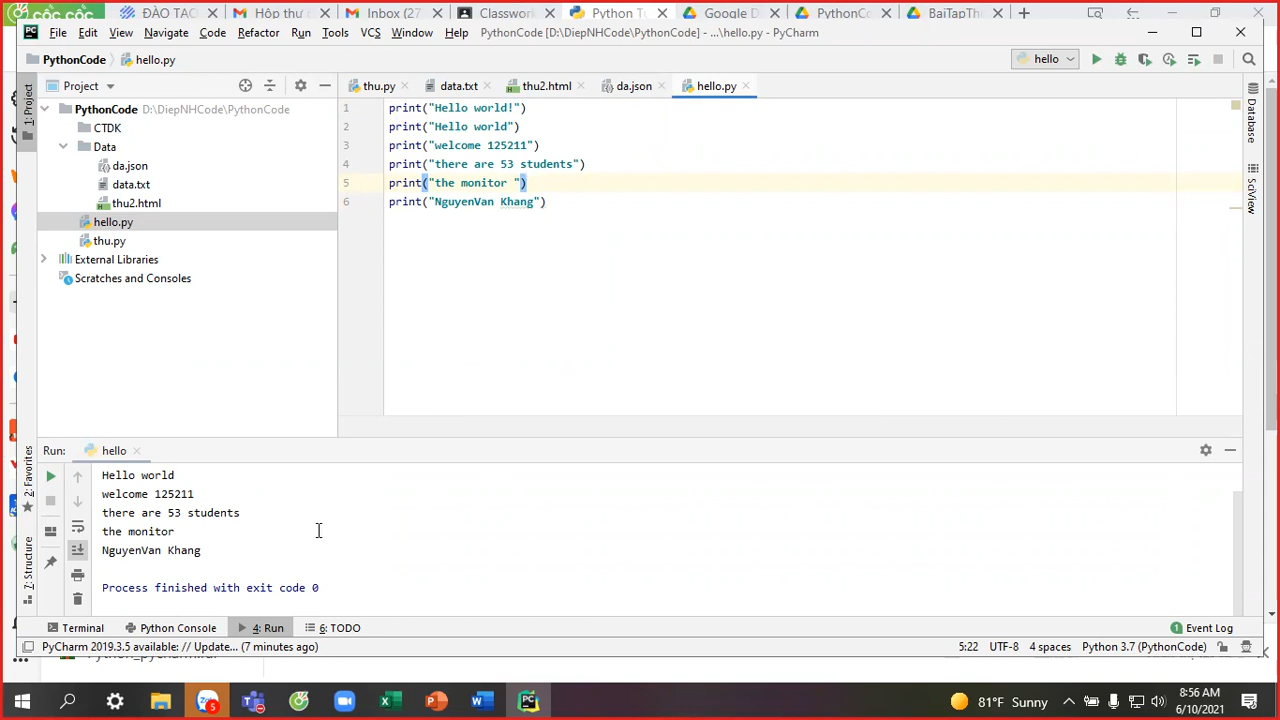 cốc cốc ĐÀO TẠO Hộp thư Inbox (27 Classwork Python Tu Google D PythonCo BaiTapThe
File Edit View Navigate Code Refactor Run Tools VCS Window Help PythonCode [D:\DiepNHCode\PythonCode] - ...\hello.py - PyCharm
PythonCode hello.py hello
Project thu.py data.txt thu2.html da.json hello.py
1: Project
PythonCode D:\DiepNHCode\PythonCode
CTDK
Data
da.json
data.txt
thu2.html
hello.py
thu.py
External Libraries
Scratches and Consoles
1 print("Hello world!")
2 print("Hello world")
3 print("welcome 125211")
4 print("there are 53 students")
5 print("the monitor ")
6 print("NguyenVan Khang")
Database
SciView
2: Favorites
7: Structure
Run: hello
Hello world
welcome 125211
there are 53 students
the monitor
NguyenVan Khang
Process finished with exit code 0
Terminal Python Console 4: Run 6: TODO 1 Event Log
PyCharm 2019.3.5 available: // Update... (7 minutes ago) 5:22 UTF-8 4 spaces Python 3.7 (PythonCode)
5 81°F Sunny 8:56 AM
6/10/2021